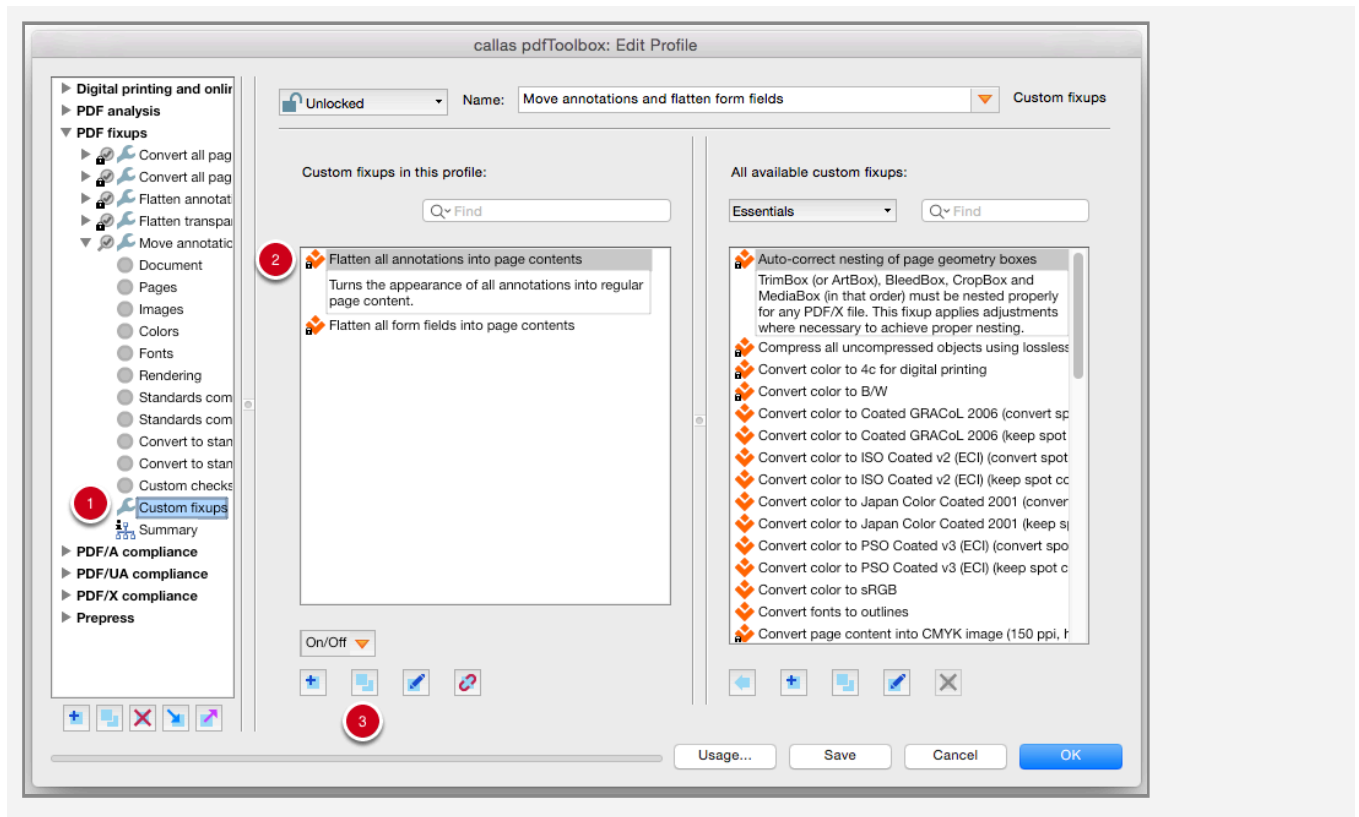 callas pdfToolbox: Edit Profile
Digital printing and onlir
PDF analysis
PDF fixups
Convert all pag
Convert all pag
Flatten annotati
Flatten transpar
Move annotatic
Document
Pages
Images
Colors
Fonts
Rendering
Standards com
Standards com
Convert to stan
Convert to stan
Custom checks
1
Custom fixups
Summary
PDF/A compliance
PDF/UA compliance
PDF/X compliance
Prepress
Unlocked
Name:
Move annotations and flatten form fields
Custom fixups
Custom fixups in this profile:
Find
2
Flatten all annotations into page contents
Turns the appearance of all annotations into regular
page content.
Flatten all form fields into page contents
On/Off
3
All available custom fixups:
Essentials
Find
Auto-correct nesting of page geometry boxes
TrimBox (or ArtBox), BleedBox, CropBox and
MediaBox (in that order) must be nested properly
for any PDF/X file. This fixup applies adjustments
where necessary to achieve proper nesting.
Compress all uncompressed objects using lossless
Convert color to 4c for digital printing
Convert color to B/W
Convert color to Coated GRACoL 2006 (convert sp
Convert color to Coated GRACoL 2006 (keep spot
Convert color to ISO Coated v2 (ECI) (convert spot
Convert color to ISO Coated v2 (ECI) (keep spot cc
Convert color to Japan Color Coated 2001 (conver
Convert color to Japan Color Coated 2001 (keep sp
Convert color to PSO Coated v3 (ECI) (convert spo
Convert color to PSO Coated v3 (ECI) (keep spot c
Convert color to sRGB
Convert fonts to outlines
Convert page content into CMYK image (150 ppi, h
Usage...
Save
Cancel
OK